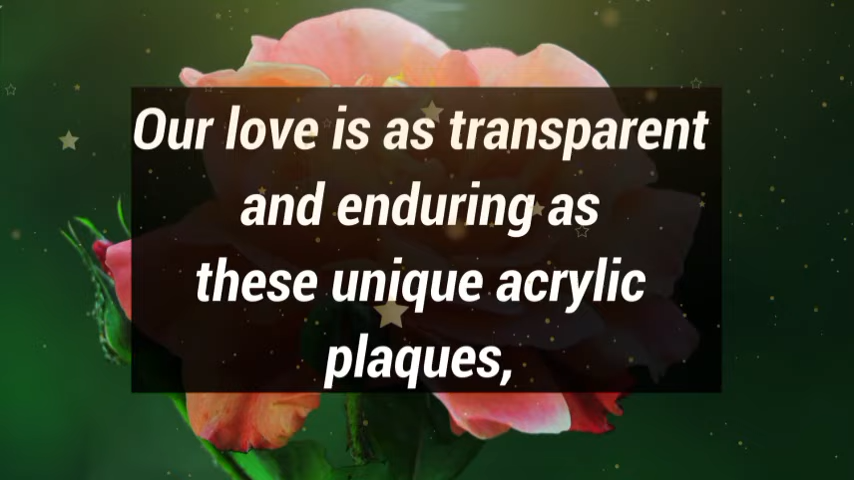 Our love is as transparent
and enduring as
these unique acrylic
plaques,